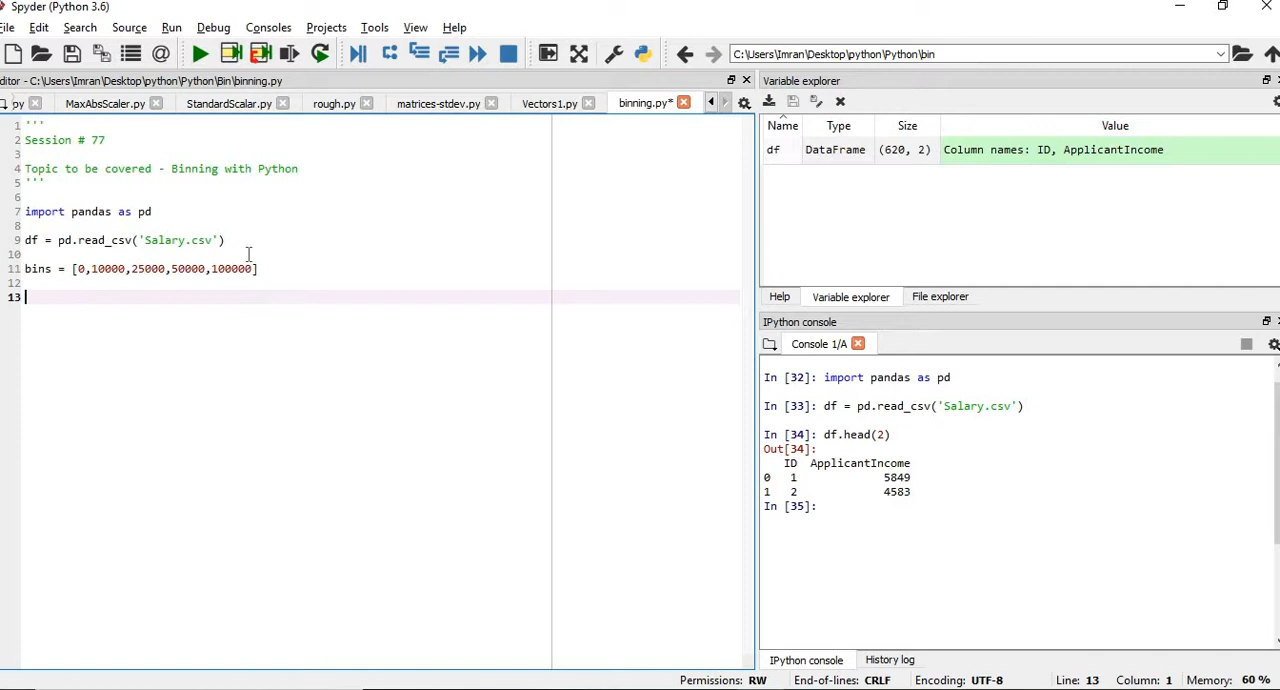 Spyder (Python 3.6)
File Edit Search Source Run Debug Consoles Projects Tools View Help
C:\Users\Imran\Desktop\python\Python\bin
ditor - C:\Users\Imran\Desktop\python\Python\Bin\binning.py
py MaxAbsScaler.py StandardScalar.py rough.py matrices-stdev.py Vectors1.py binning.py*
1 '''
2 Session # 77
3
4 Topic to be covered - Binning with Python
5 '''
6
7 import pandas as pd
8
9 df = pd.read_csv('Salary.csv')
10
11 bins = [0,10000,25000,50000,100000]
12
13
Variable explorer
Name Type Size Value
df DataFrame (620, 2) Column names: ID, ApplicantIncome
Help Variable explorer File explorer
IPython console
Console 1/A
In [32]: import pandas as pd
In [33]: df = pd.read_csv('Salary.csv')
In [34]: df.head(2)
Out[34]:
ID ApplicantIncome
0 1 5849
1 2 4583
In [35]:
IPython console History log
Permissions: RW End-of-lines: CRLF Encoding: UTF-8 Line: 13 Column: 1 Memory: 60 %